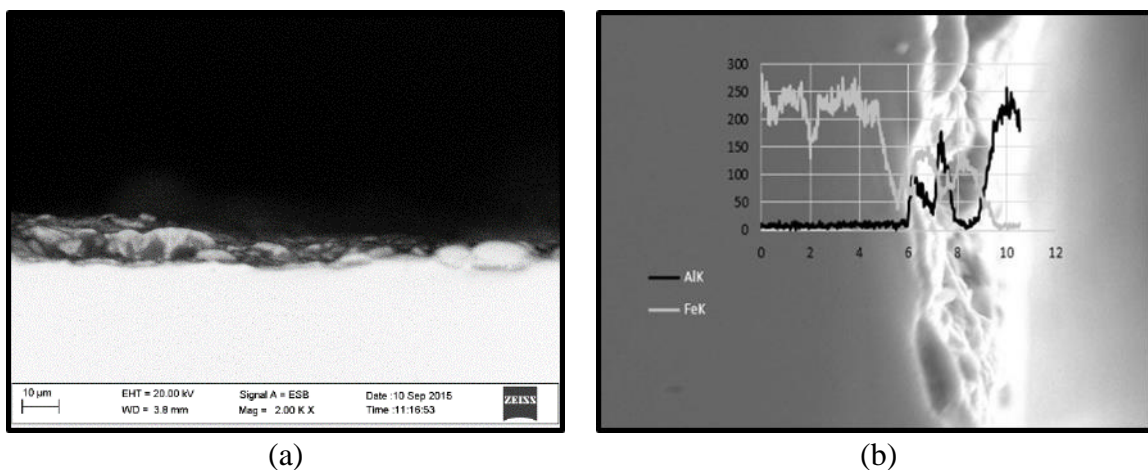 10 µm
EHT = 20.00 kV
Signal A = ESB
Date :10 Sep 2015
WD = 3.8 mm
Mag = 2.00 K X
Time :11:16:53
ZEISS
300
250
200
150
100
50
0
0 2 4 6 8 10 12
AlK
FeK
(a)
(b)